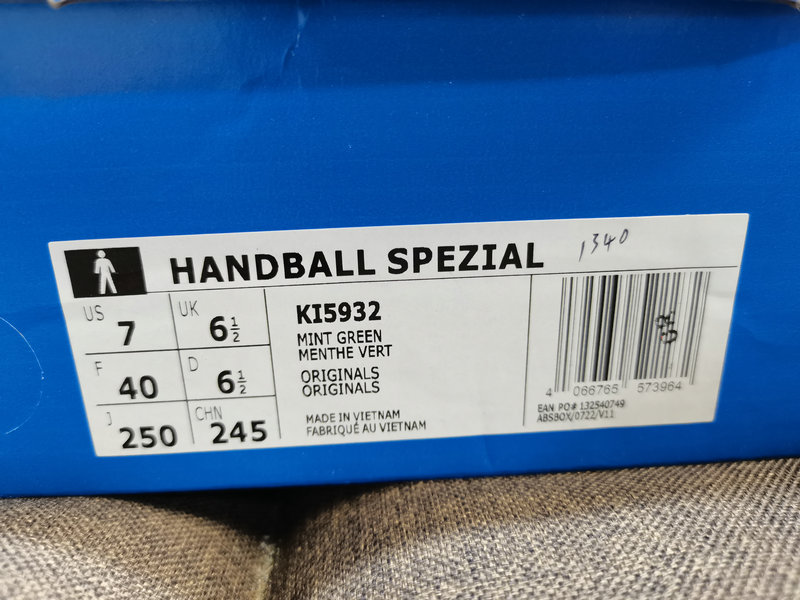 HANDBALL SPEZIAL
1340
US 7
UK 6½
F 40
D 6½
J 250
CHN 245
KI5932
MINT GREEN
MENTHE VERT
ORIGINALS
ORIGINALS
MADE IN VIETNAM
FABRIQUÉ AU VIETNAM
4 066765 573964
EAN PO# 132540749
ABSBOX/0722/V11